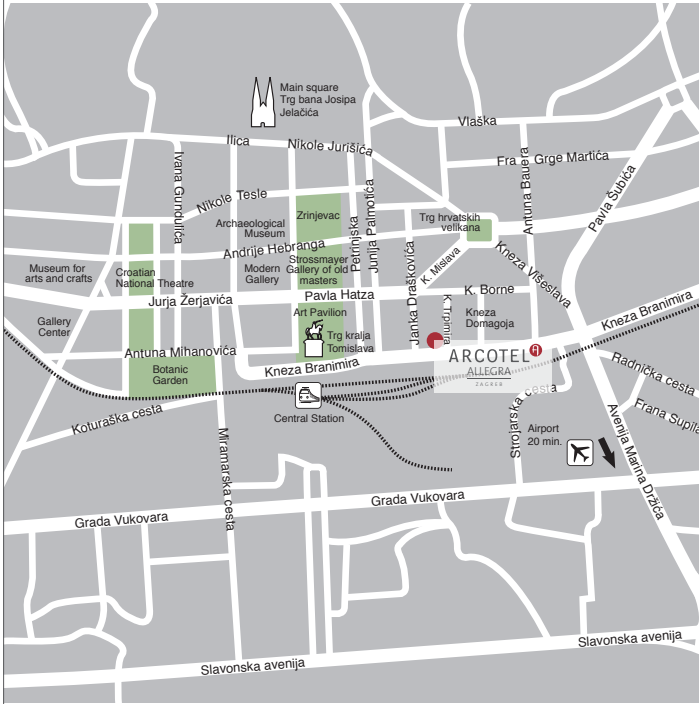 Main square
Trg bana Josipa
Jelačića
Vlaška
Ilica
Nikole Jurišića
Fra Grge Martića
Ivana Gundulića
Antuna Bauera
Pavla Šubića
Nikole Tesle
Petrinjska
Junija Palmotića
Zrinjevac
Trg hrvatskih
velikana
Archaeological
Museum
Andrije Hebranga
Janka Draškovića
K. Mislava
Kneza Višeslava
Strossmayer
Gallery of old
masters
Museum for
arts and crafts
Croatian
National Theatre
Modern
Gallery
K. Borne
Jurja Žerjavića
Pavla Hatza
K. Trpimira
Kneza
Domagoja
Kneza Branimira
Gallery
Center
Art Pavilion
Trg kralja
Tomislava
Antuna Mihanovića
ARCOTEL A
ALLEGRA
ZAGREB
Botanic
Garden
Kneza Branimira
Radnička cesta
Strojarska cesta
Frana Supila
Koturaška cesta
Central Station
Airport
20 min.
Miramarska cesta
Avenija Marina Držića
Grada Vukovara
Grada Vukovara
Slavonska avenija
Slavonska avenija